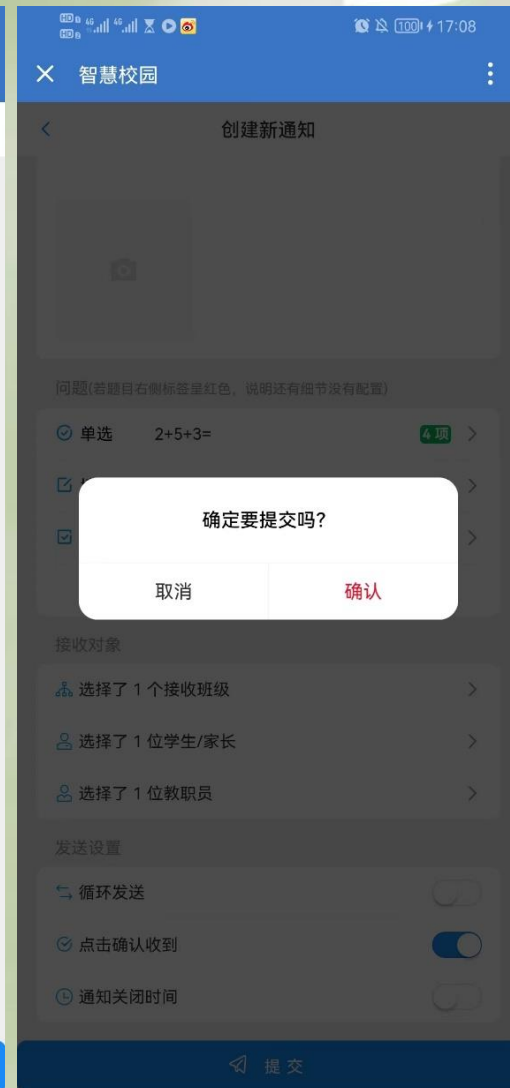 17:08
智慧校园
创建新通知
问题(若题目右侧标签呈红色,说明还有细节没有配置)
单选 2+5+3= 4 项
确定要提交吗?
取消 确认
接收对象
选择了 1 个接收班级
选择了 1 位学生/家长
选择了 1 位教职员
发送设置
循环发送
点击确认收到
通知关闭时间
提交